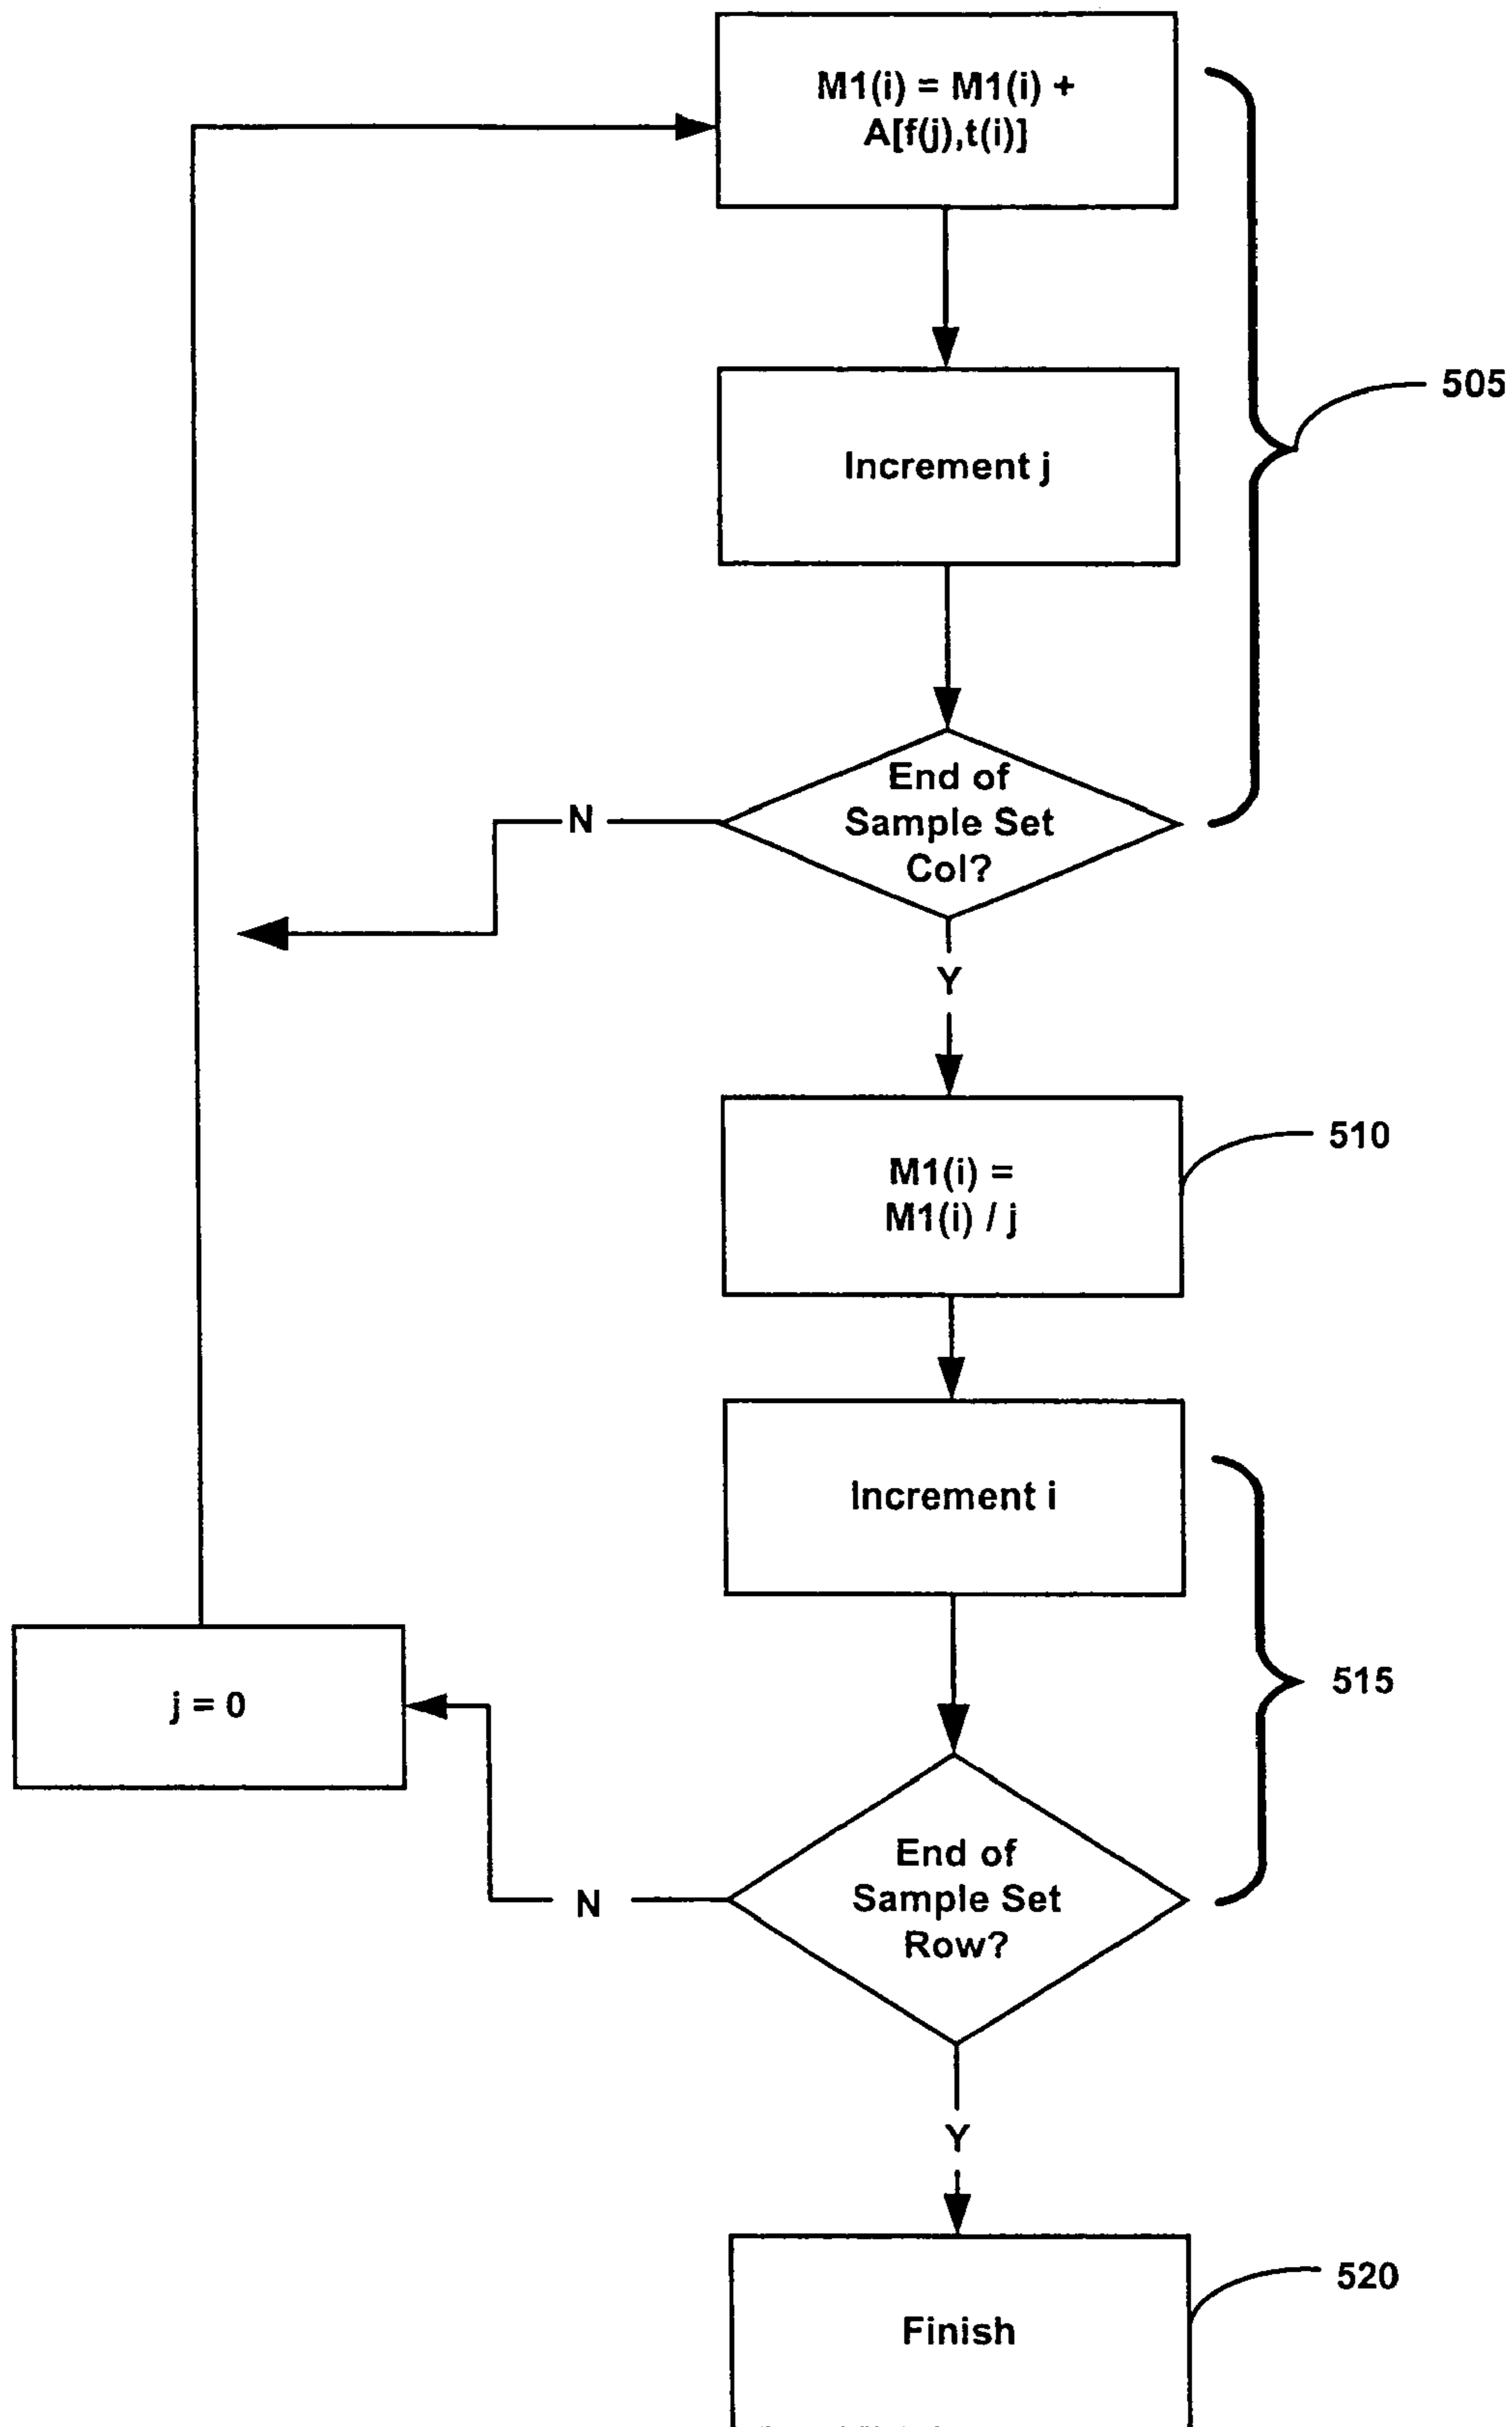 M1(i) = M1(i) +
A[f(j),t(i)]
505
Increment j
End of
Sample Set
Col?
N
Y
510
M1(i) =
M1(i) / j
Increment i
515
j = 0
End of
Sample Set
Row?
N
Y
520
Finish